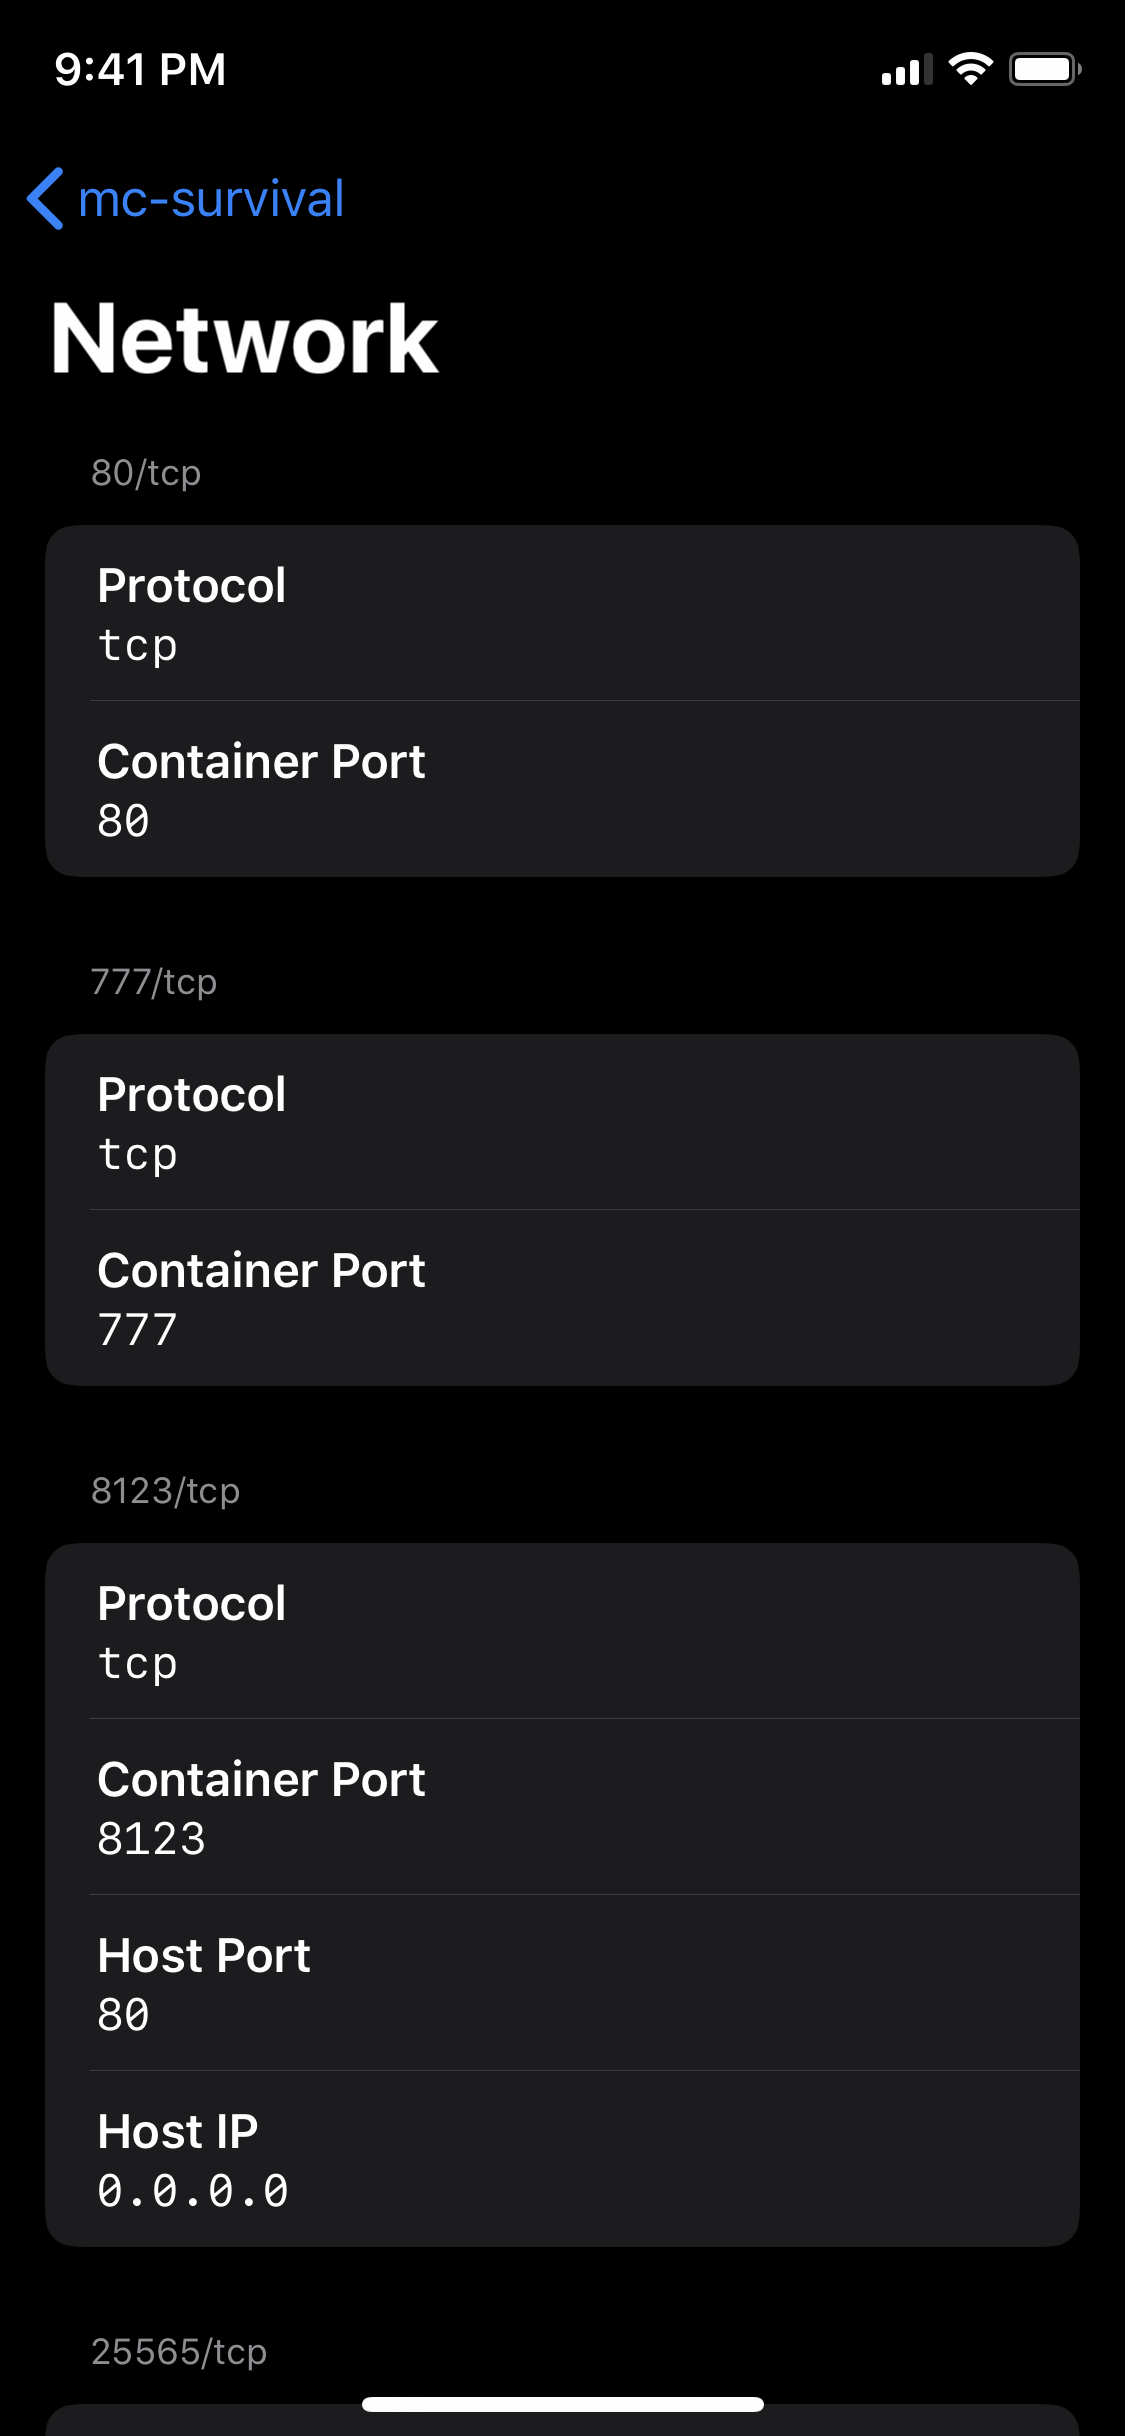 9:41 PM
mc-survival
Network
80/tcp
Protocol
tcp
Container Port
80
777/tcp
Protocol
tcp
Container Port
777
8123/tcp
Protocol
tcp
Container Port
8123
Host Port
80
Host IP
0.0.0.0
25565/tcp